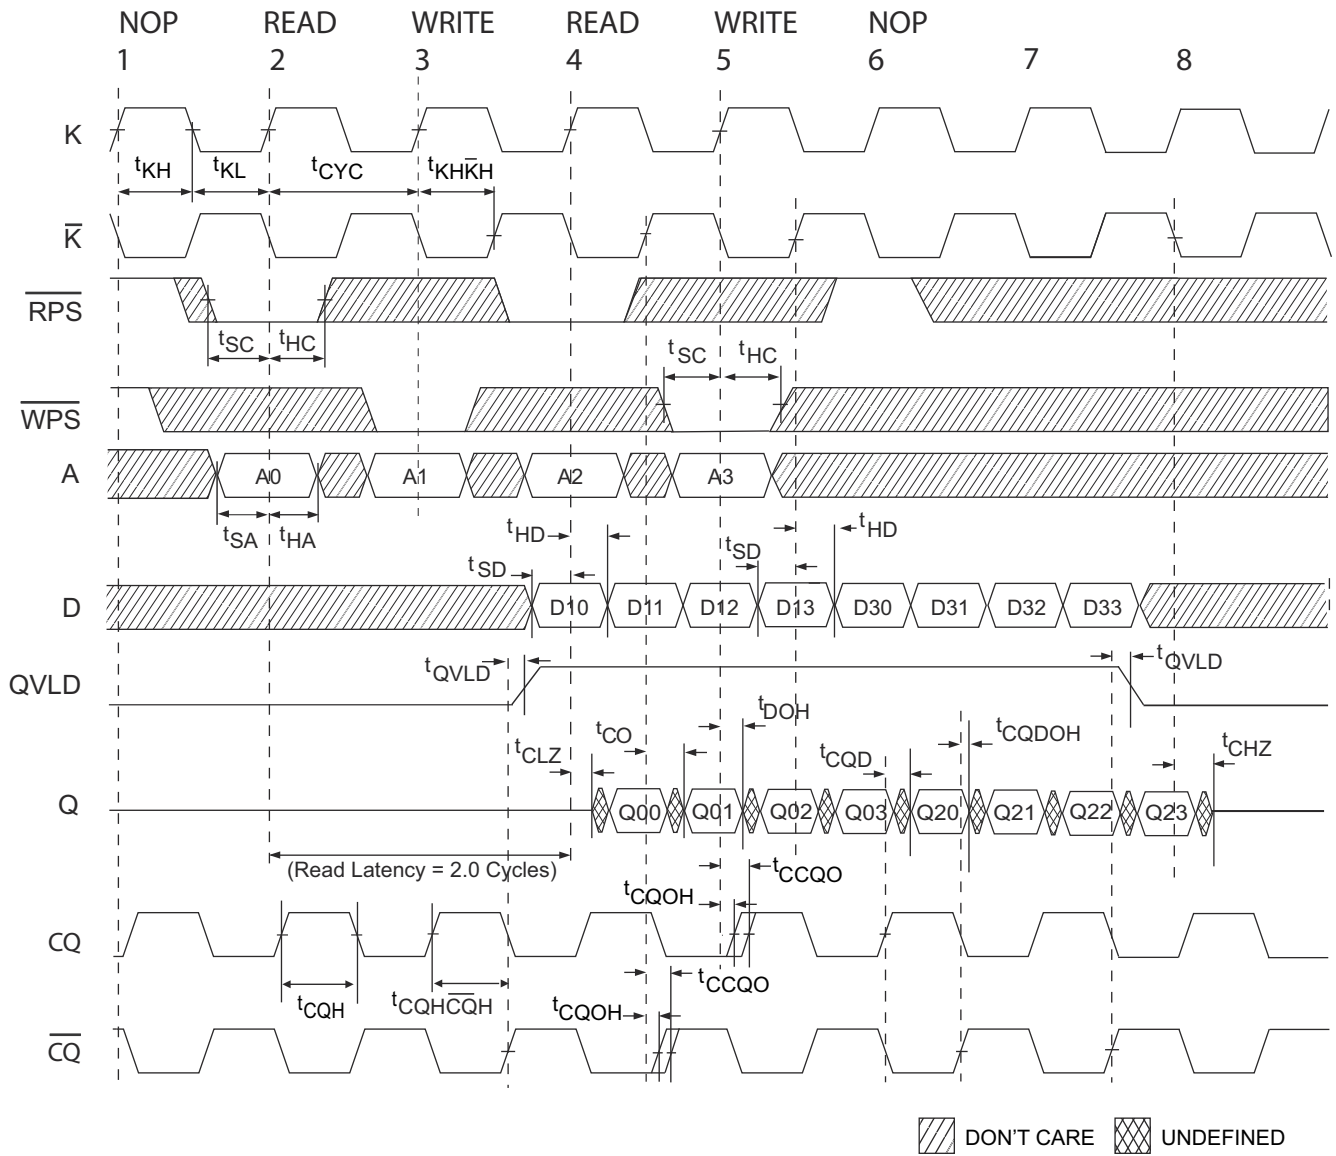 NOP READ WRITE READ WRITE NOP
1 2 3 4 5 6 7 8
K
tKH tKL tCYC tKHK̅H
K̅
R̅P̅S̅
tSC tHC
tSC tHC
W̅P̅S̅
A A0 A1 A2 A3
tSA tHA
tHD tSD tHD
tSD
D D10 D11 D12 D13 D30 D31 D32 D33
tQVLD tQVLD
QVLD
tCLZ tCO tDOH tCQD tCQDOH tCHZ
Q Q00 Q01 Q02 Q03 Q20 Q21 Q22 Q23
(Read Latency = 2.0 Cycles)
tCCQO
tCQOH
CQ
tCQH tCQHC̅Q̅H
tCCQO
tCQOH
C̅Q̅
DON'T CARE UNDEFINED